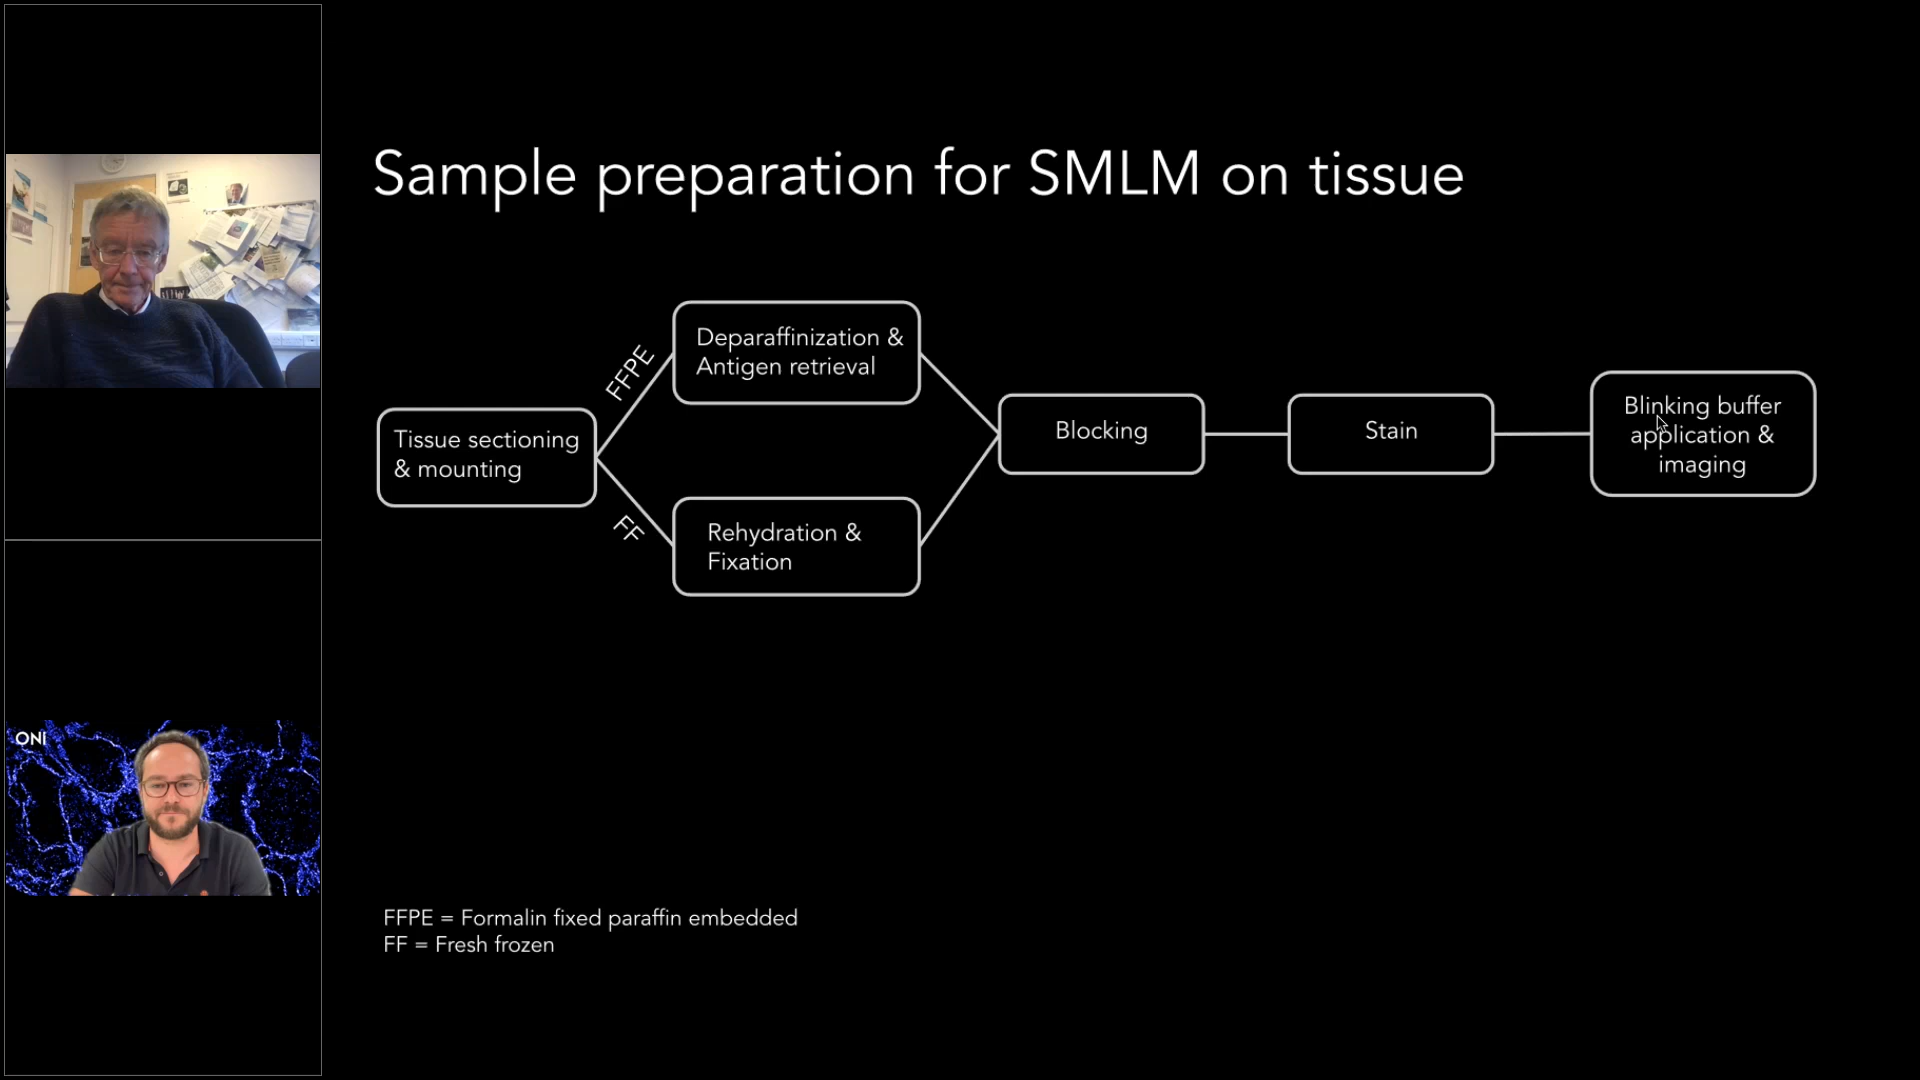 Sample preparation for SMLM on tissue
Tissue sectioning
& mounting
FFPE
Deparaffinization &
Antigen retrieval
FF
Rehydration &
Fixation
Blocking
Stain
Blinking buffer
application &
imaging
FFPE = Formalin fixed paraffin embedded
FF = Fresh frozen
ONI